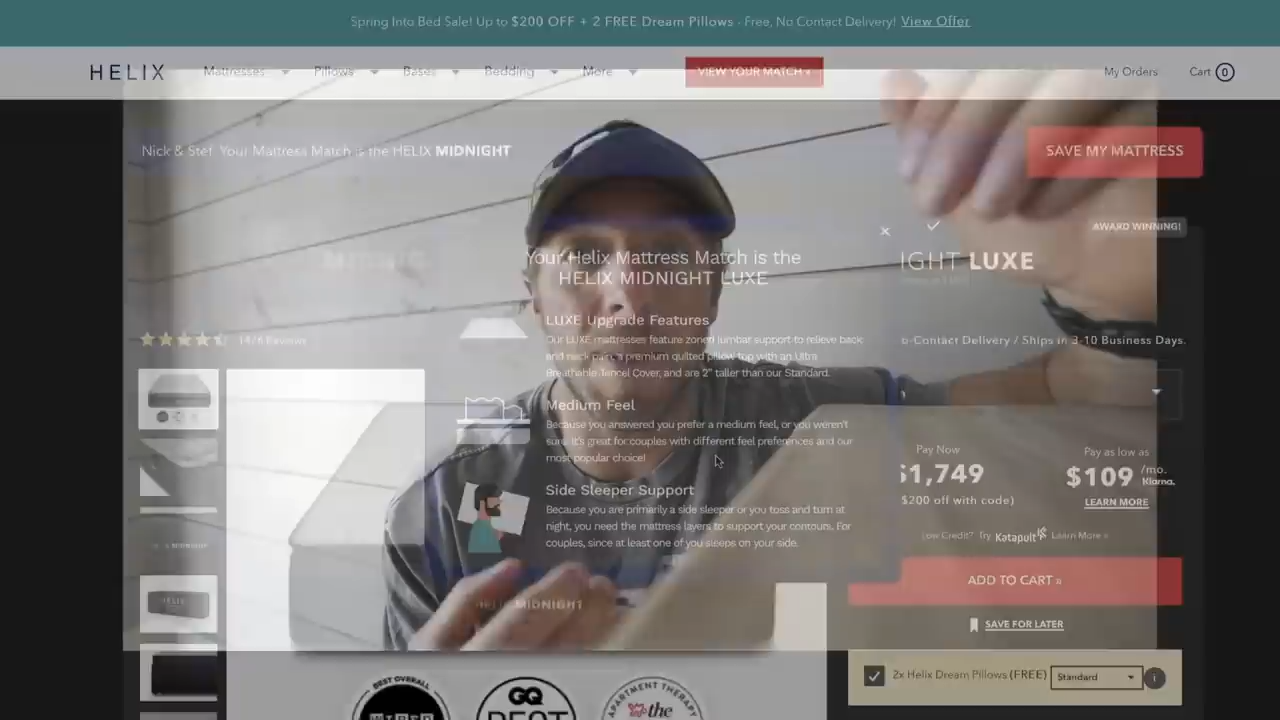 Spring Into Bed Sale! Up to $200 OFF + 2 FREE Dream Pillows - Free, No Contact Delivery! View Offer
HELIX Mattresses Pillows Bases Bedding More VIEW YOUR MATCH » My Orders Cart 0
Nick & Stef, Your Mattress Match is the HELIX MIDNIGHT
SAVE MY MATTRESS
AWARD WINNING!
IGHT LUXE
Your Helix Mattress Match is the
HELIX MIDNIGHT LUXE
LUXE Upgrade Features
Our LUXE mattresses feature zoned lumbar support to relieve back
and neck pain, a premium quilted pillow top with an Ultra
Breathable Tencel Cover, and are 2" taller than our Standard.
Medium Feel
Because you answered you prefer a medium feel, or you weren't
sure. It's great for couples with different feel preferences and our
most popular choice!
Side Sleeper Support
Because you are primarily a side sleeper or you toss and turn at
night, you need the mattress layers to support your contours. For
couples, since at least one of you sleeps on your side.
o-Contact Delivery / Ships in 3-10 Business Days.
Pay Now
$1,749
$200 off with code)
Pay as low as
$109 /mo.
Klarna.
LEARN MORE
Low Credit? Try Katapult Learn More »
ADD TO CART »
SAVE FOR LATER
2x Helix Dream Pillows (FREE) Standard i
HELIX MIDNIGHT
BEST OVERALL
WIRED
GQ
BEST
APARTMENT THERAPY
the